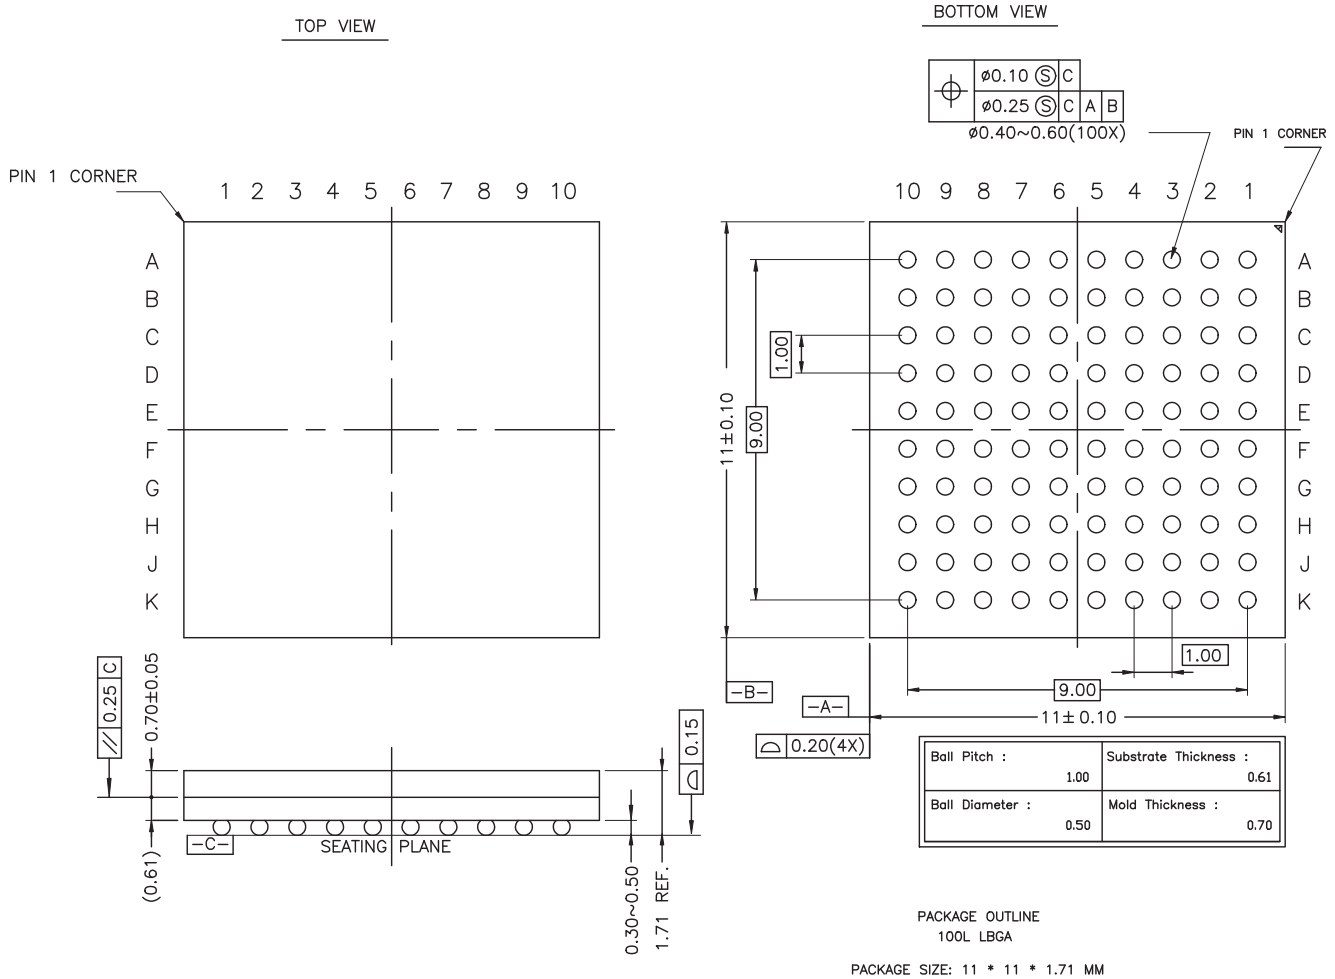 TOP VIEW
BOTTOM VIEW
⌀0.10 Ⓢ C
⌀0.25 Ⓢ C A B
⌀0.40~0.60(100X)
PIN 1 CORNER
PIN 1 CORNER
1 2 3 4 5 6 7 8 9 10
10 9 8 7 6 5 4 3 2 1
A A
B B
C C
D D
E E
F F
G G
H H
J J
K K
1.00
9.00
11±0.10
1.00
9.00
11±0.10
-B-
-A-
0.20(4X)
0.25 C
0.70±0.05
0.15
-C-
SEATING PLANE
(0.61)
0.30~0.50
1.71 REF.
Ball Pitch : 1.00
Substrate Thickness : 0.61
Ball Diameter : 0.50
Mold Thickness : 0.70
PACKAGE OUTLINE
100L LBGA
PACKAGE SIZE: 11 * 11 * 1.71 MM